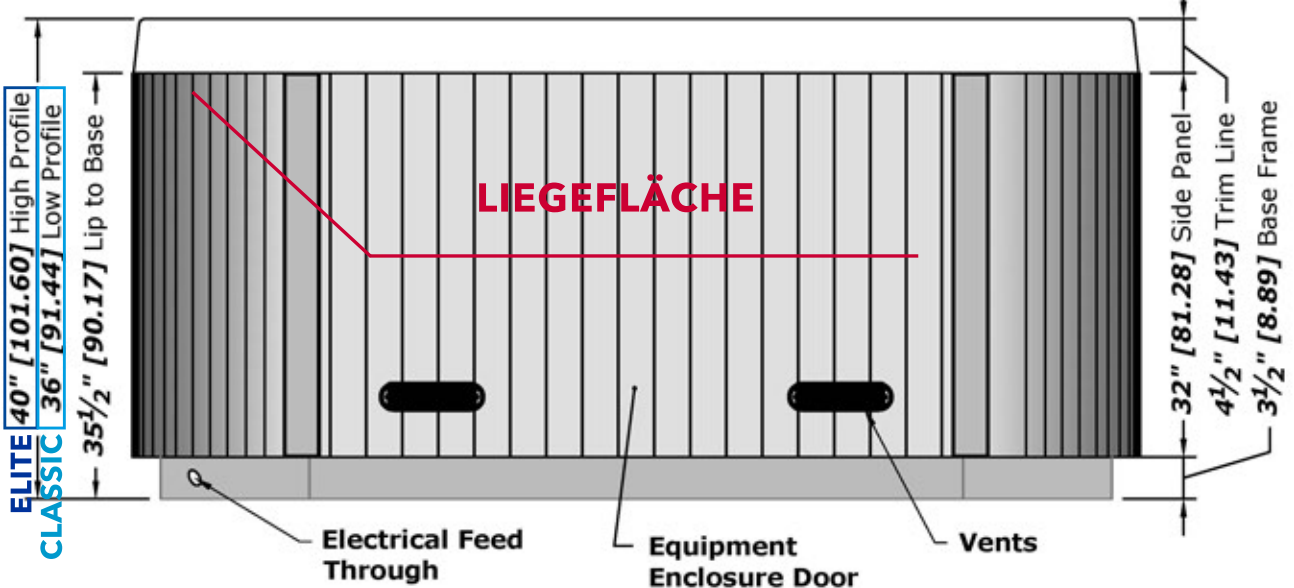 ELITE 40" [101.60] High Profile
CLASSIC 36" [91.44] Low Profile
35½" [90.17] Lip to Base
LIEGEFLÄCHE
32" [81.28] Side Panel
4½" [11.43] Trim Line
3½" [8.89] Base Frame
Electrical Feed
Through
Equipment
Enclosure Door
Vents